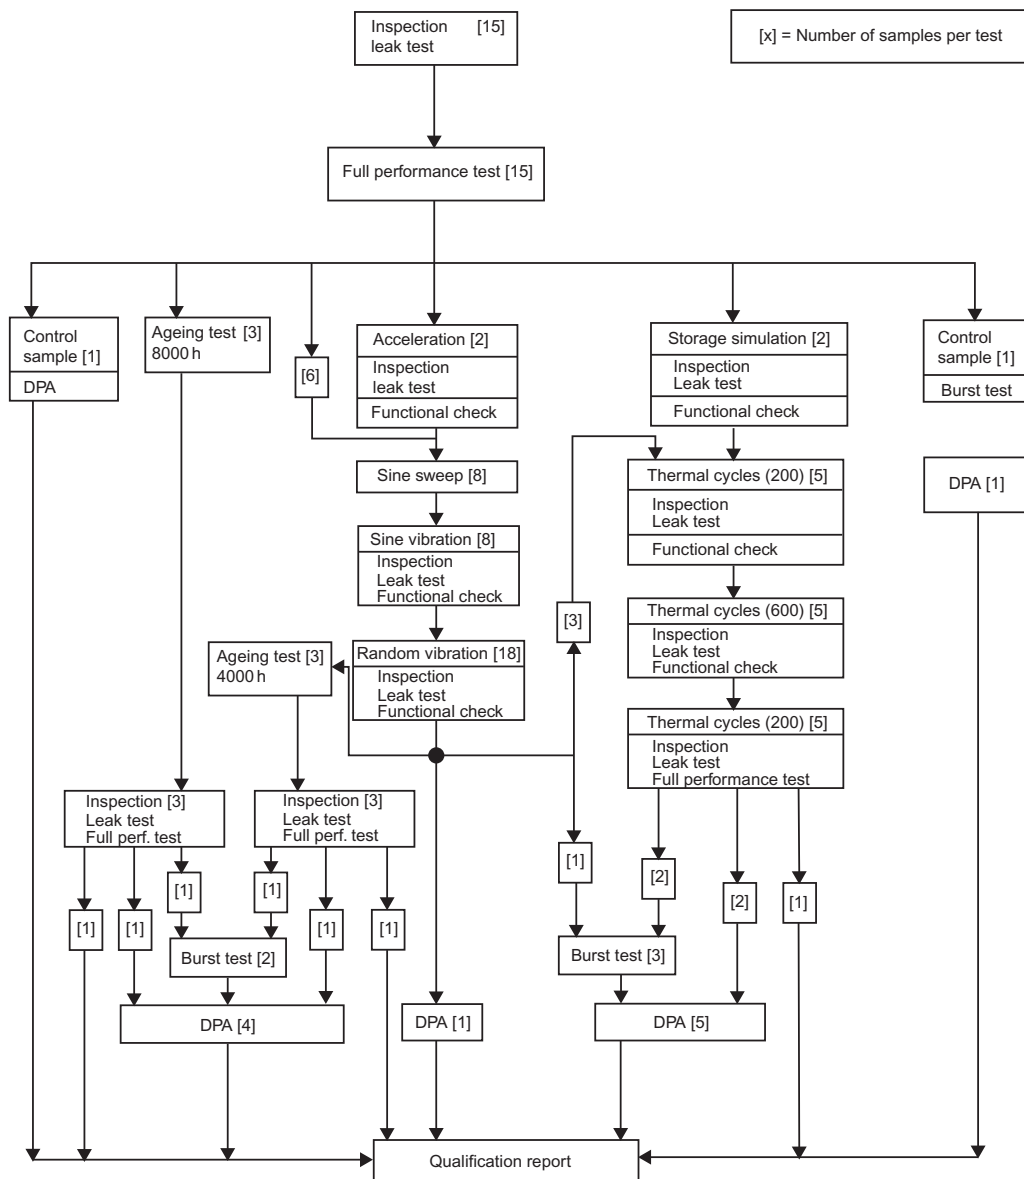 Inspection [15]
leak test
[x] = Number of samples per test
Full performance test [15]
Control
sample [1]
DPA
Ageing test [3]
8000 h
[6]
Acceleration [2]
Inspection
leak test
Functional check
Storage simulation [2]
Inspection
Leak test
Functional check
Control
sample [1]
Burst test
Sine sweep [8]
Thermal cycles (200) [5]
Inspection
Leak test
Functional check
DPA [1]
Sine vibration [8]
Inspection
Leak test
Functional check
[3]
Thermal cycles (600) [5]
Inspection
Leak test
Functional check
Ageing test [3]
4000 h
Random vibration [18]
Inspection
Leak test
Functional check
Thermal cycles (200) [5]
Inspection
Leak test
Full performance test
Inspection [3]
Leak test
Full perf. test
Inspection [3]
Leak test
Full perf. test
[1]
[1]
[1]
[1]
[1]
[1]
[1]
[2]
[2]
[1]
Burst test [2]
Burst test [3]
DPA [4]
DPA [1]
DPA [5]
Qualification report